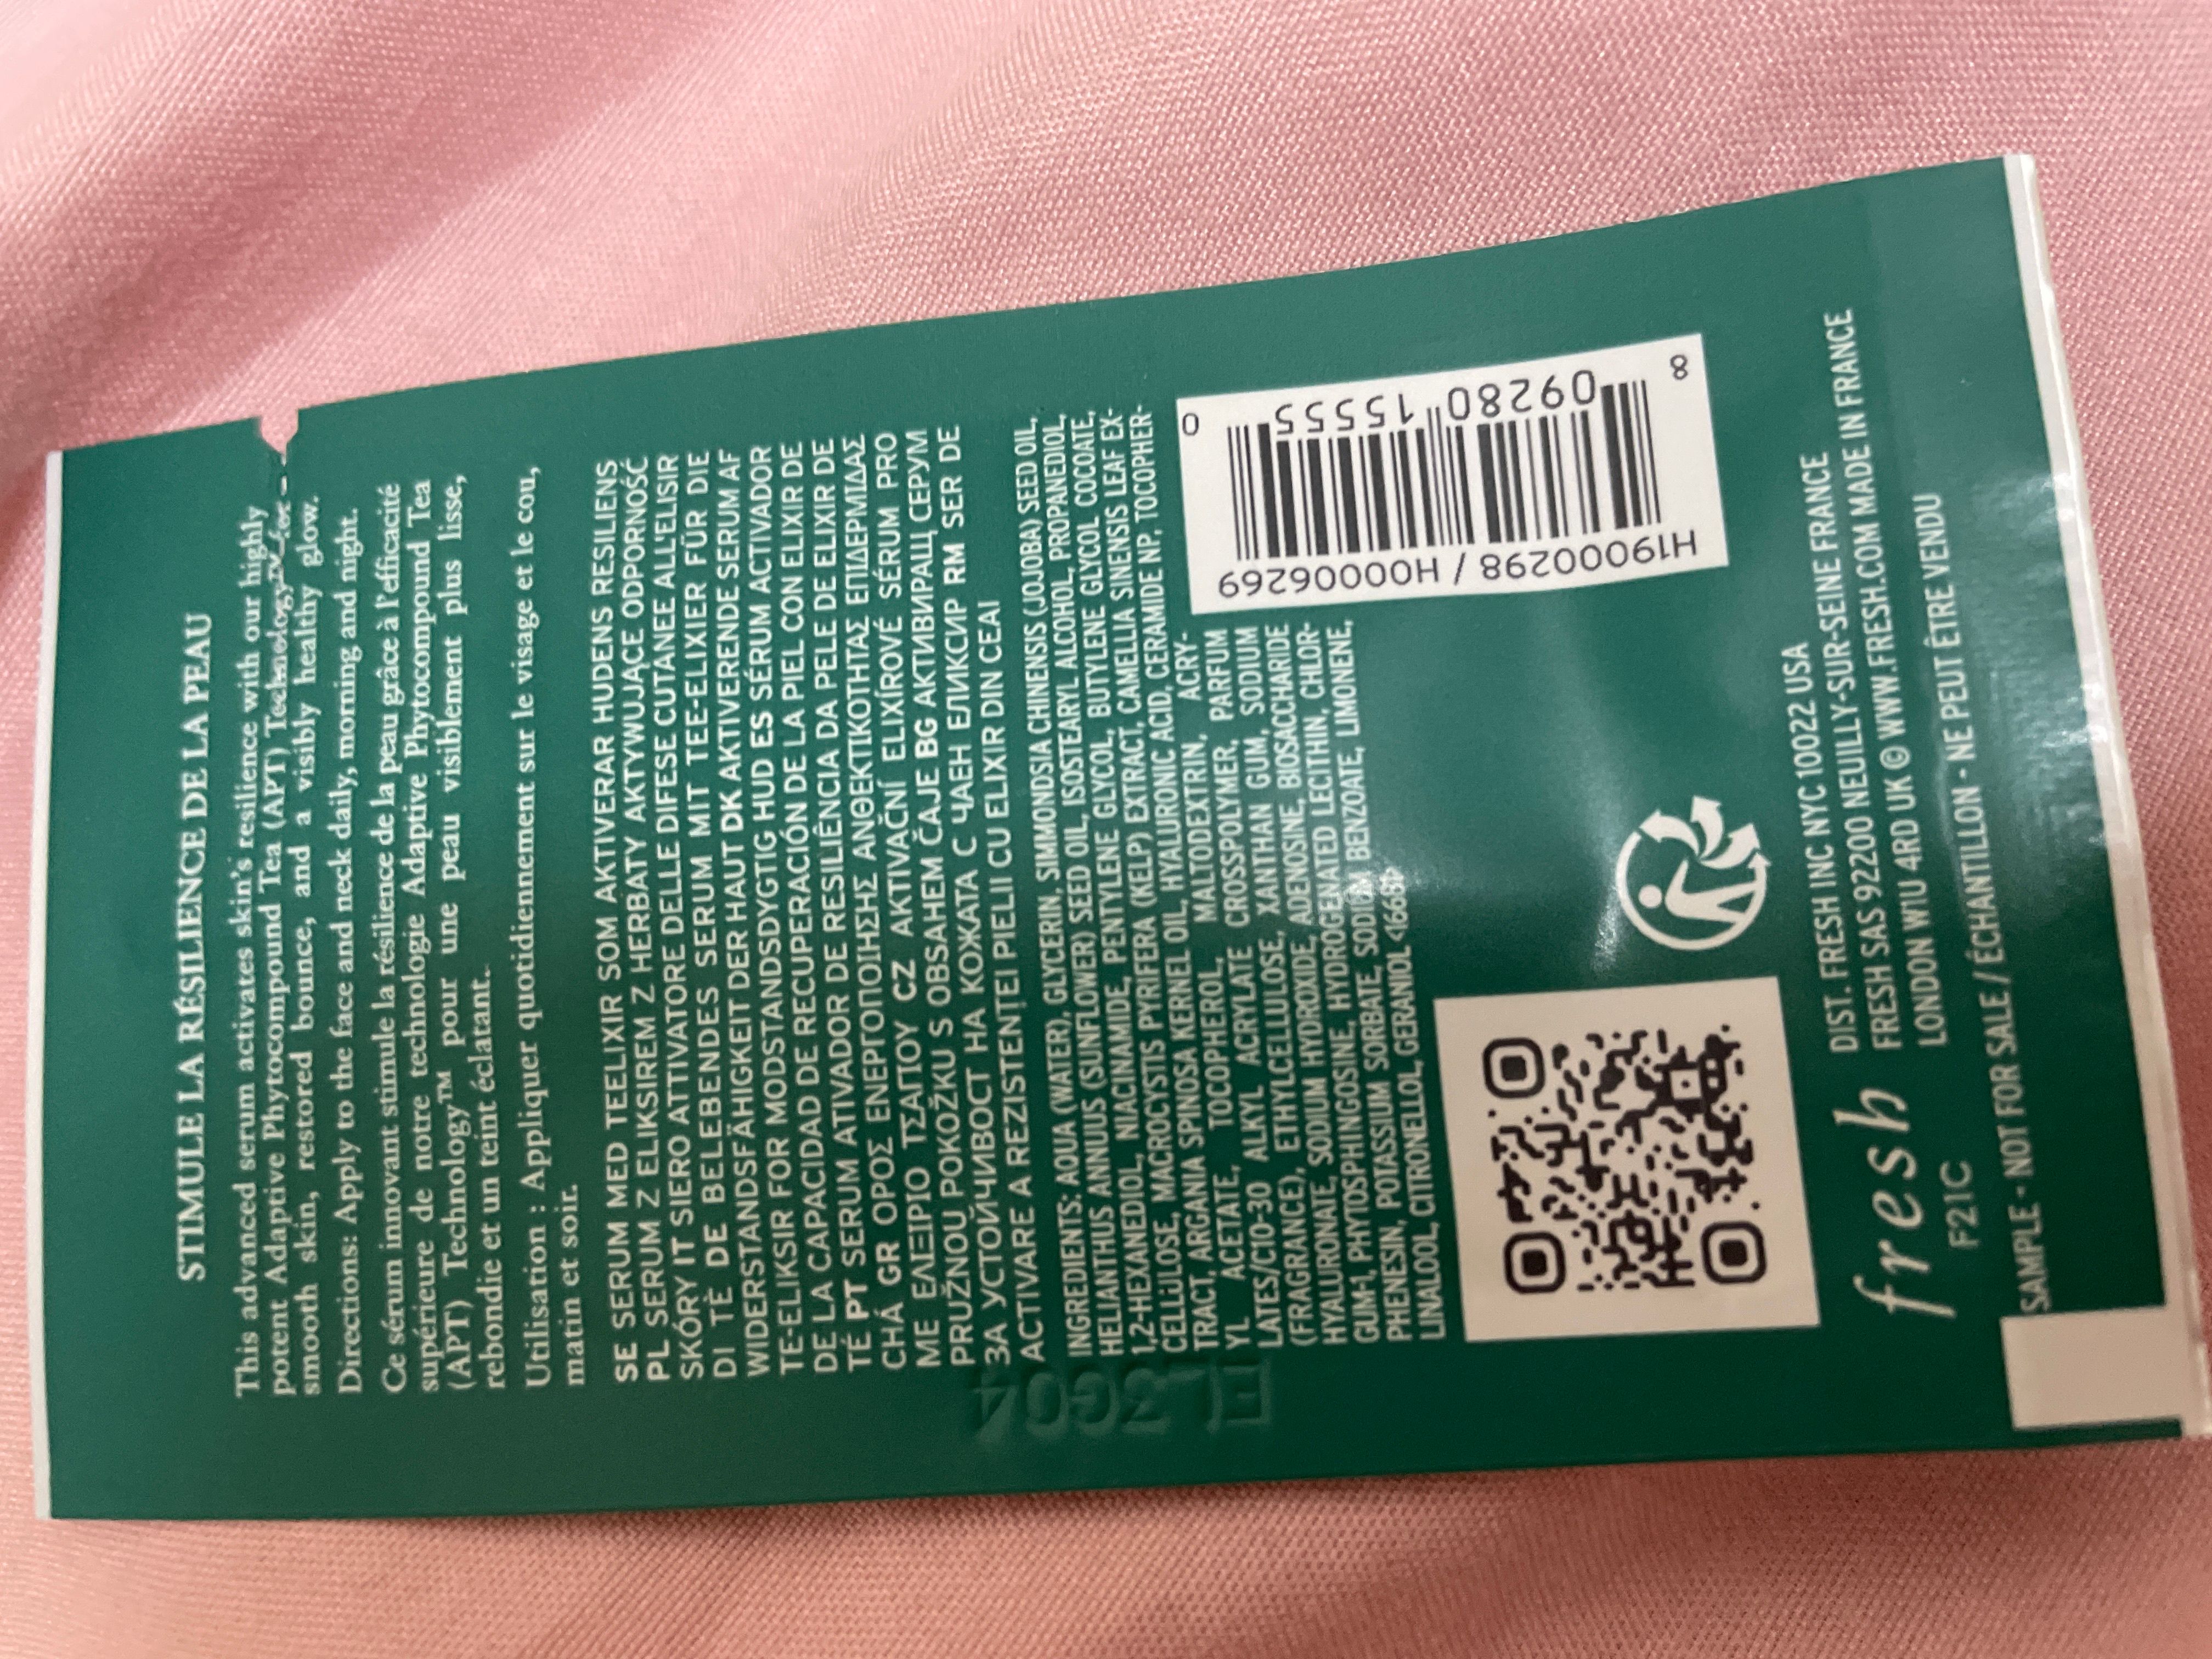 STIMULE LA RÉSILIENCE DE LA PEAU
This advanced serum activates skin's resilience with our highly
potent Adaptive Phytocompound Tea (APT) Technology™ for
smooth skin, restored bounce, and a visibly healthy glow.
Directions: Apply to the face and neck daily, morning and night.
Ce sérum innovant stimule la résilience de la peau grâce à l'efficacité
supérieure de notre technologie Adaptive Phytocompound Tea
(APT) Technology™ pour une peau visiblement plus lisse,
rebondie et un teint éclatant.
Utilisation : Appliquer quotidiennement sur le visage et le cou,
matin et soir.
SE SERUM MED TEELIXIR SOM AKTIVERAR HUDENS RESILIENS
PL SERUM Z ELIKSIREM Z HERBATY AKTYWUJĄCE ODPORNOŚĆ
SKÓRY IT SIERO ATTIVATORE DELLE DIFESE CUTANEE ALL'ELISIR
DI TÈ DE BELEBENDES SERUM MIT TEE-ELIXIER FÜR DIE
WIDERSTANDSFÄHIGKEIT DER HAUT DK AKTIVERENDE SERUM AF
TE-ELIKSIR FOR MODSTANDSDYGTIG HUD ES SÉRUM ACTIVADOR
DE LA CAPACIDAD DE RECUPERACIÓN DE LA PIEL CON ELIXIR DE
TÉ PT SERUM ATIVADOR DE RESILIÊNCIA DA PELE DE ELIXIR DE
CHÁ GR ΟΡΟΣ ΕΝΕΡΓΟΠΟΙΗΣΗΣ ΑΝΘΕΚΤΙΚΟΤΗΤΑΣ ΕΠΙΔΕΡΜΙΔΑΣ
ΜΕ ΕΛΕΙΞΙΡΙΟ ΤΣΑΓΙΟΥ CZ AKTIVAČNÍ ELIXÍROVÉ SÉRUM PRO
PRUŽNOU POKOŽKU S OBSAHEM ČAJE BG АКТИВИРАЩ СЕРУМ
ЗА УСТОЙЧИВОСТ НА КОЖАТА С ЧАЕН ЕЛИКСИР RM SER DE
ACTIVARE A REZISTENȚEI PIELII CU ELIXIR DIN CEAI
INGREDIENTS: AQUA (WATER), GLYCERIN, SIMMONDSIA CHINENSIS (JOJOBA) SEED OIL,
HELIANTHUS ANNUUS (SUNFLOWER) SEED OIL, ISOSTEARYL ALCOHOL, PROPANEDIOL,
1,2-HEXANEDIOL, NIACINAMIDE, PENTYLENE GLYCOL, BUTYLENE GLYCOL COCOATE,
CELLULOSE, MACROCYSTIS PYRIFERA (KELP) EXTRACT, CAMELLIA SINENSIS LEAF EX-
TRACT, ARGANIA SPINOSA KERNEL OIL, HYALURONIC ACID, CERAMIDE NP, TOCOPHER-
YL ACETATE, TOCOPHEROL, MALTODEXTRIN, ACRY-
LATES/C10-30 ALKYL ACRYLATE CROSSPOLYMER, PARFUM
(FRAGRANCE), ETHYLCELLULOSE, XANTHAN GUM, SODIUM
HYALURONATE, SODIUM HYDROXIDE, ADENOSINE, BIOSACCHARIDE
GUM-1, PHYTOSPHINGOSINE, HYDROGENATED LECITHIN, CHLOR-
PHENESIN, POTASSIUM SORBATE, SODIUM BENZOATE, LIMONENE,
LINALOOL, CITRONELLOL, GERANIOL
H19000298 / H00006269
0 15555 09280 8
EL3G04
fresh
F21C
DIST. FRESH INC NYC 10022 USA
FRESH SAS 92200 NEUILLY-SUR-SEINE FRANCE
LONDON W1U 4RD UK © WWW.FRESH.COM MADE IN FRANCE
SAMPLE - NOT FOR SALE / ÉCHANTILLON - NE PEUT ÊTRE VENDU